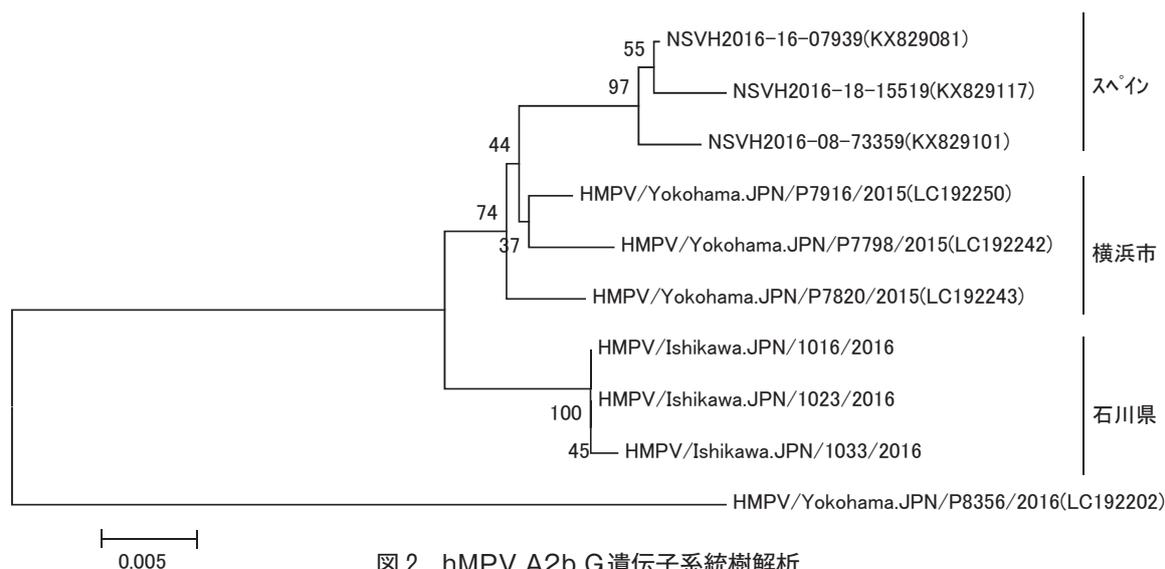 55
NSVH2016-16-07939(KX829081)
97
NSVH2016-18-15519(KX829117)
スペイン
NSVH2016-08-73359(KX829101)
44
HMPV/Yokohama.JPN/P7916/2015(LC192250)
74
37
HMPV/Yokohama.JPN/P7798/2015(LC192242)
横浜市
HMPV/Yokohama.JPN/P7820/2015(LC192243)
HMPV/Ishikawa.JPN/1016/2016
HMPV/Ishikawa.JPN/1023/2016
100
石川県
45
HMPV/Ishikawa.JPN/1033/2016
HMPV/Yokohama.JPN/P8356/2016(LC192202)
0.005
図2 hMPV A2b G遺伝子系統樹解析